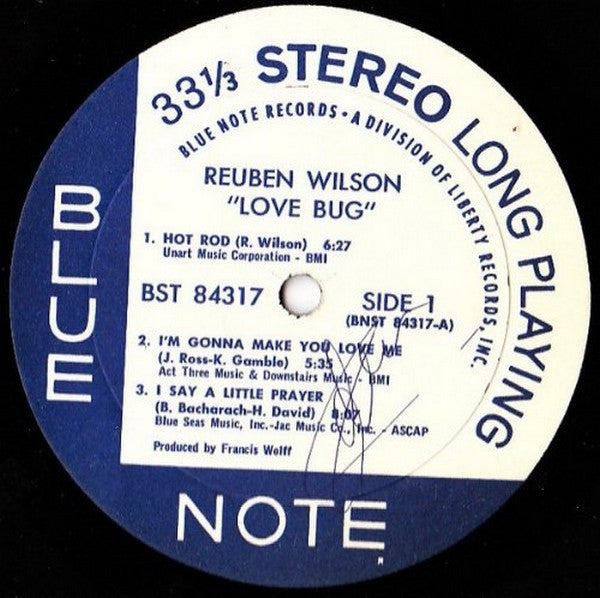 33⅓ STEREO LONG PLAYING
BLUE NOTE RECORDS • A DIVISION OF LIBERTY RECORDS, INC.
REUBEN WILSON
"LOVE BUG"
1. HOT ROD (R. Wilson) 6:27
Unart Music Corporation - BMI
BST 84317
SIDE 1
(BNST 84317-A)
2. I'M GONNA MAKE YOU LOVE ME
(J. Ross-K. Gamble) 5:35
Act Three Music & Downstairs Music - BMI
3. I SAY A LITTLE PRAYER
(B. Bacharach-H. David) 8:07
Blue Seas Music, Inc.-Jac Music Co., Inc. - ASCAP
Produced by Francis Wolff
BLUE
NOTE